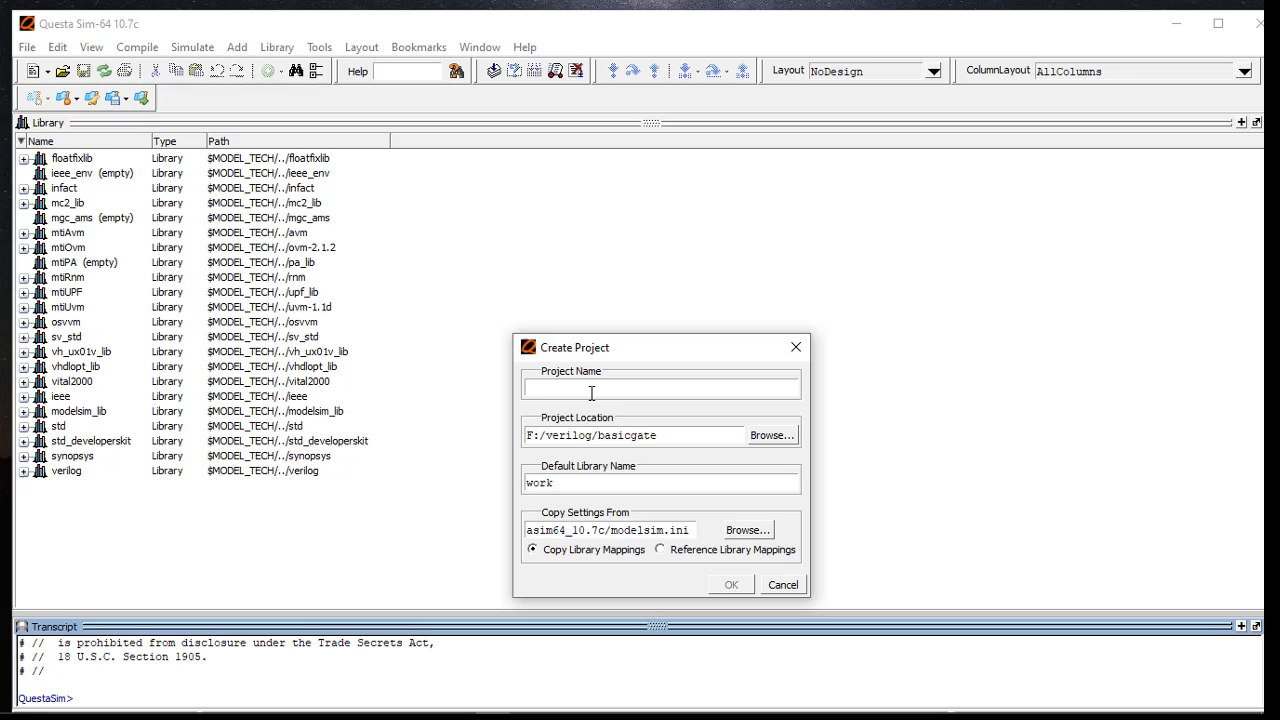 Questa Sim-64 10.7c
File Edit View Compile Simulate Add Library Tools Layout Bookmarks Window Help
Help Layout NoDesign ColumnLayout AllColumns
Library
Name Type Path
floatfixlib Library $MODEL_TECH/../floatfixlib
ieee_env (empty) Library $MODEL_TECH/../ieee_env
infact Library $MODEL_TECH/../infact
mc2_lib Library $MODEL_TECH/../mc2_lib
mgc_ams (empty) Library $MODEL_TECH/../mgc_ams
mtiAvm Library $MODEL_TECH/../avm
mtiOvm Library $MODEL_TECH/../ovm-2.1.2
mtiPA (empty) Library $MODEL_TECH/../pa_lib
mtiRnm Library $MODEL_TECH/../rnm
mtiUPF Library $MODEL_TECH/../upf_lib
mtiUvm Library $MODEL_TECH/../uvm-1.1d
osvvm Library $MODEL_TECH/../osvvm
sv_std Library $MODEL_TECH/../sv_std
vh_ux01v_lib Library $MODEL_TECH/../vh_ux01v_lib
vhdlopt_lib Library $MODEL_TECH/../vhdlopt_lib
vital2000 Library $MODEL_TECH/../vital2000
ieee Library $MODEL_TECH/../ieee
modelsim_lib Library $MODEL_TECH/../modelsim_lib
std Library $MODEL_TECH/../std
std_developerskit Library $MODEL_TECH/../std_developerskit
synopsys Library $MODEL_TECH/../synopsys
verilog Library $MODEL_TECH/../verilog
Create Project
Project Name
Project Location
F:/verilog/basicgate Browse...
Default Library Name
work
Copy Settings From
asim64_10.7c/modelsim.ini Browse...
Copy Library Mappings Reference Library Mappings
OK Cancel
Transcript
# // is prohibited from disclosure under the Trade Secrets Act,
# // 18 U.S.C. Section 1905.
# //
QuestaSim>